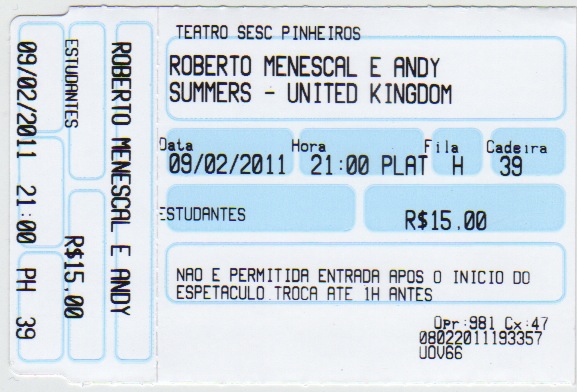 09/02/2011 21:00 PH 39
ESTUDANTES R$15,00
ROBERTO MENESCAL E ANDY
TEATRO SESC PINHEIROS
ROBERTO MENESCAL E ANDY
SUMMERS - UNITED KINGDOM
Data Hora Fila Cadeira
09/02/2011 21:00 PLAT H 39
ESTUDANTES R$15,00
NAO E PERMITIDA ENTRADA APOS O INICIO DO
ESPETACULO TROCA ATE 1H ANTES
Opr:981 Cx:47
08022011193357
UOV66